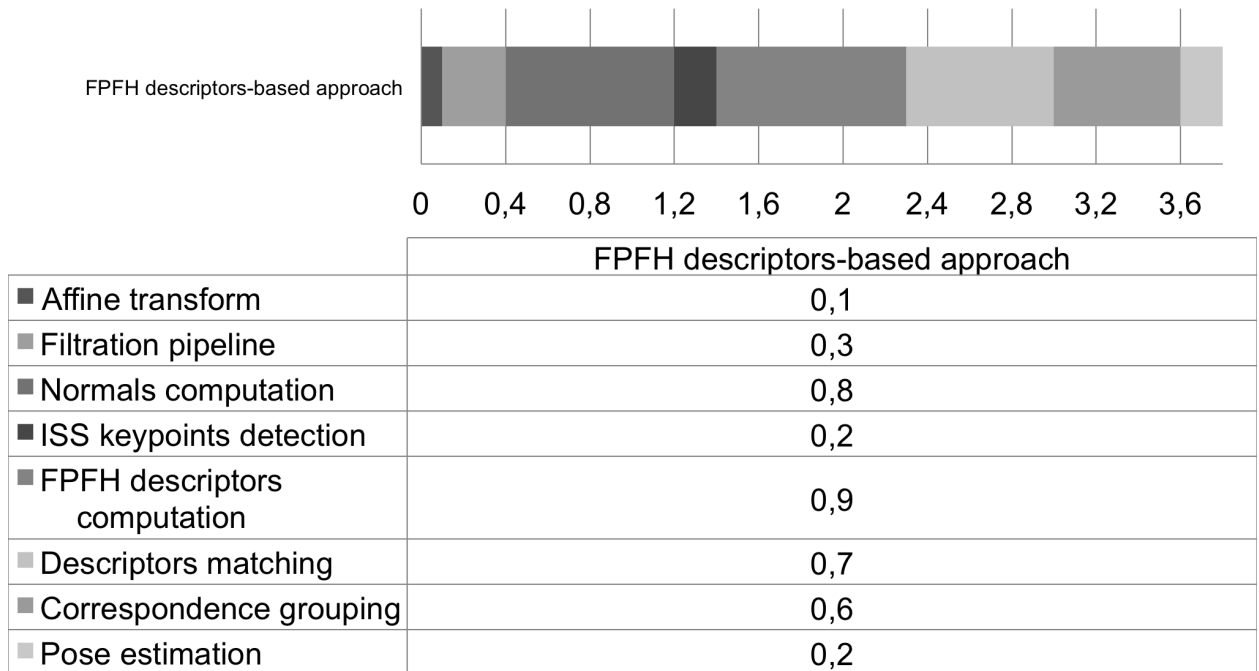 FPFH descriptors-based approach
0 0,4 0,8 1,2 1,6 2 2,4 2,8 3,2 3,6
FPFH descriptors-based approach
Affine transform 0,1
Filtration pipeline 0,3
Normals computation 0,8
ISS keypoints detection 0,2
FPFH descriptors
computation 0,9
Descriptors matching 0,7
Correspondence grouping 0,6
Pose estimation 0,2